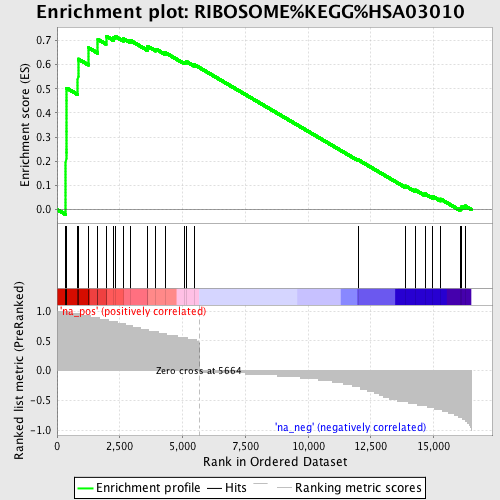 Enrichment plot: RIBOSOME%KEGG%HSA03010
Enrichment score (ES)
0.7
0.6
0.5
0.4
0.3
0.2
0.1
0.0
Ranked list metric (PreRanked)
1.0
0.5
0.0
-0.5
-1.0
'na_pos' (positively correlated)
Zero cross at 5664
'na_neg' (negatively correlated)
0 2,500 5,000 7,500 10,000 12,500 15,000
Rank in Ordered Dataset
Enrichment profile Hits Ranking metric scores